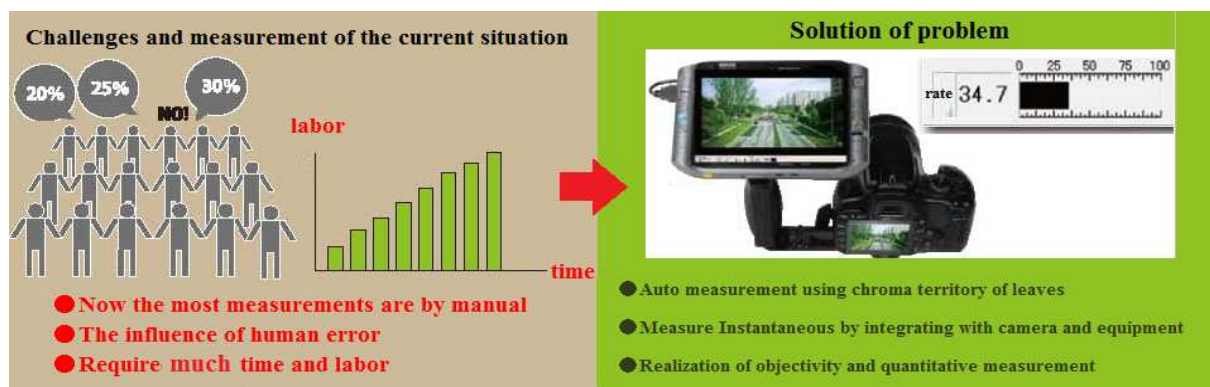 Challenges and measurement of the current situation
20%
25%
NO!
30%
labor
time
● Now the most measurements are by manual
● The influence of human error
● Require much time and labor
Solution of problem
0 25 50 75 100
rate 34.7
● Auto measurement using chroma territory of leaves
● Measure Instantaneous by integrating with camera and equipment
● Realization of objectivity and quantitative measurement